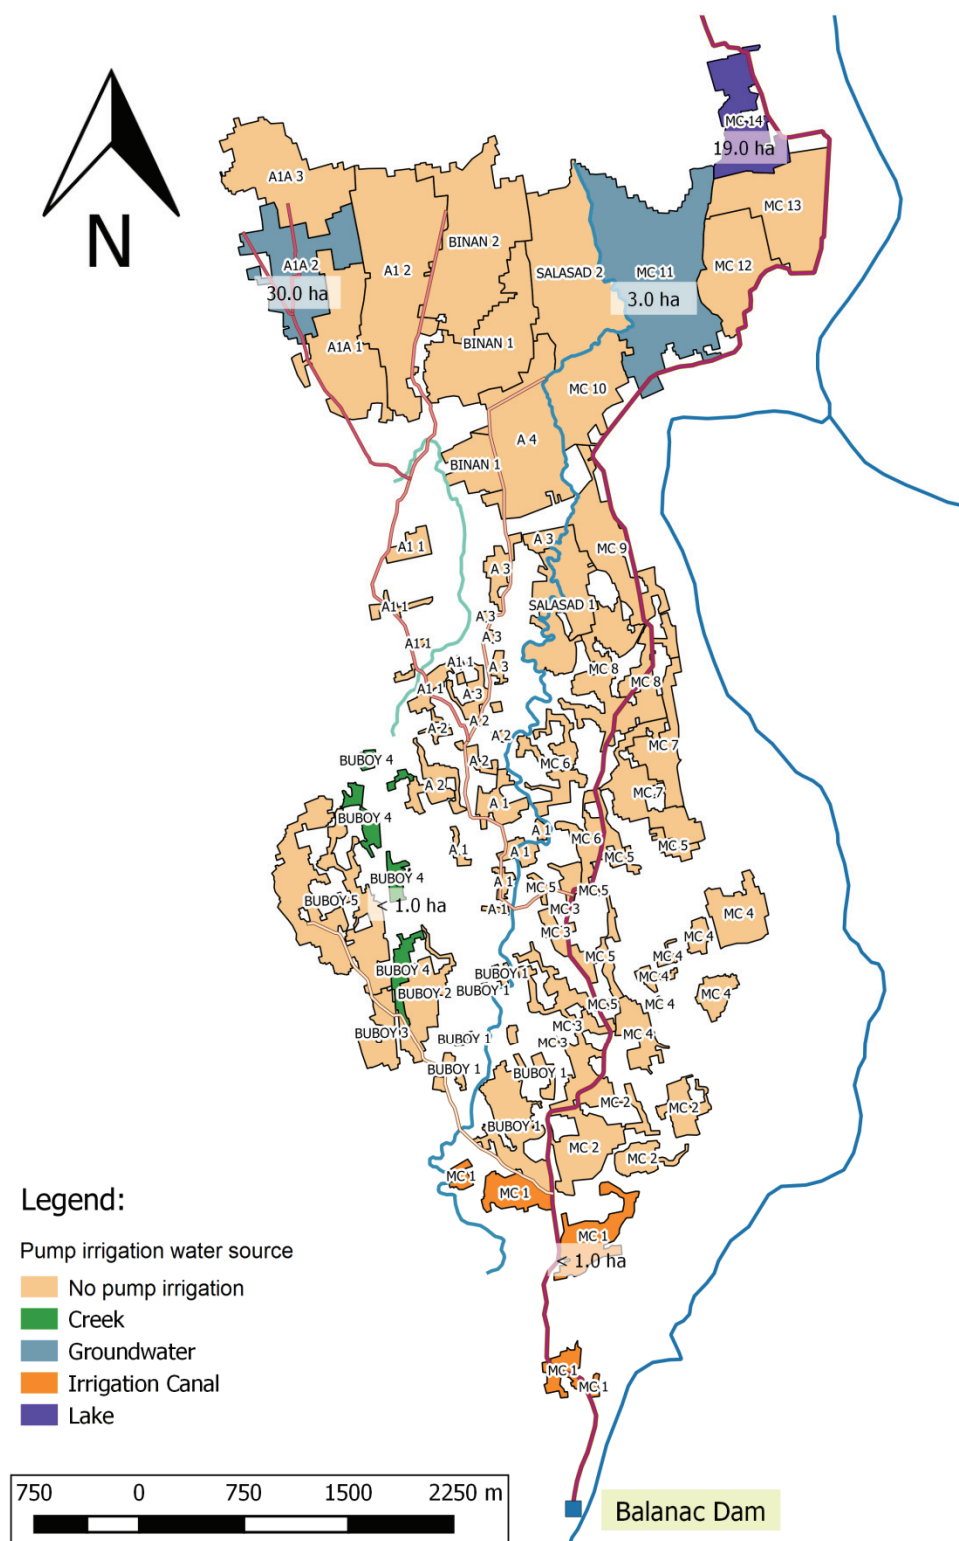 MC 14
19.0 ha
A1A 3
MC 13
BINAN 2
A1A 2
A1 2
SALASAD 2
MC 11
MC 12
30.0 ha
3.0 ha
A1A 1
BINAN 1
MC 10
A 4
BINAN 1
N
A1 1
A 3
MC 9
A 3
A1 1
SALASAD 1
A 3
A 3
A1 1
A1 1
A 3
MC 8
A1 1
A 3
MC 8
A 2
A 2
A 2
MC 7
BUBOY 4
A 2
MC 6
A 2
MC 7
A 1
BUBOY 4
A 1
MC 6
A 1
A 1
MC 5
MC 5
BUBOY 4
A 1
MC 5
MC 5
BUBOY 5
< 1.0 ha
A 1
MC 3
MC 4
MC 3
MC 4
BUBOY 4
MC 5
MC 4
BUBOY 1
MC 4
BUBOY 2
BUBOY 1
MC 4
MC 5
MC 4
BUBOY 3
MC 3
MC 4
BUBOY 1
MC 3
BUBOY 1
BUBOY 1
MC 2
MC 2
BUBOY 1
MC 2
MC 2
MC 1
MC 1
MC 1
< 1.0 ha
MC 1
MC 1
Legend:
Pump irrigation water source
No pump irrigation
Creek
Groundwater
Irrigation Canal
Lake
750 0 750 1500 2250 m
Balanac Dam